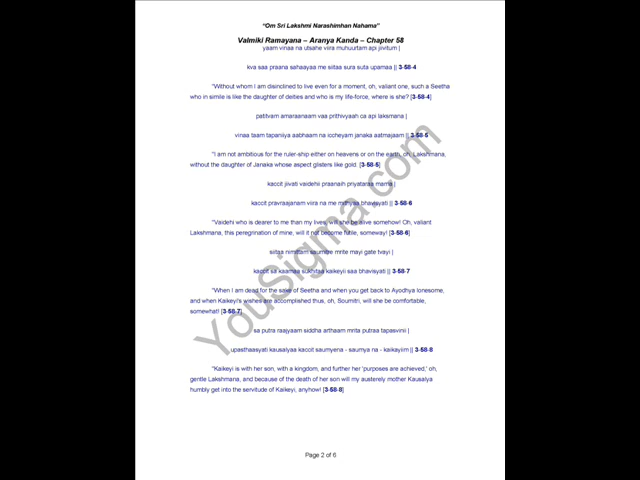 “Om Sri Lakshmi Narashimhan Nahama”
Valmiki Ramayana – Aranya Kanda – Chapter 58
yaam vinaa na utsahe viira muhuurtam api jiivitum |
kva saa praana sahaayaa me siitaa sura suta upamaa || 3-58-4
"Without whom I am disinclined to live even for a moment, oh, valiant one, such a Seetha
who in simile is like the daughter of deities and who is my life-force, where is she? [3-58-4]
patitvam amaraanaam vaa prithivyaah ca api laksmana |
vinaa taam tapaniiya aabhaam na iccheyam janaka aatmajaam || 3-58-5
"I am not ambitious for the ruler-ship either on heavens or on the earth, oh, Lakshmana,
without the daughter of Janaka whose aspect glisters like gold. [3-58-5]
kaccit jiivati vaidehii praanaih priyataraa mama |
kaccit pravraajanam viira na me mithyaa bhavisyati || 3-58-6
"Vaidehi who is dearer to me than my lives, will she be alive somehow! Oh, valiant
Lakshmana, this peregrination of mine, will it not become futile, someway! [3-58-6]
siitaa nimittam saumitre mrite mayi gate tvayi |
kaccit sa kaamaa sukhitaa kaikeyii saa bhavisyati || 3-58-7
"When I am dead for the sake of Seetha and when you get back to Ayodhya lonesome,
and when Kaikeyi's wishes are accomplished thus, oh, Soumitri, will she be comfortable,
somewhat! [3-58-7]
sa putra raajyaam siddha arthaam mrita putraa tapasvinii |
upasthaasyati kausalyaa kaccit saumyena - saumya na - kaikayiim || 3-58-8
"Kaikeyi is with her son, with a kingdom, and further her 'purposes are achieved,' oh,
gentle Lakshmana, and because of the death of her son will my austerely mother Kausalya
humbly get into the servitude of Kaikeyi, anyhow! [3-58-8]
YouSigma.com
Page 2 of 6